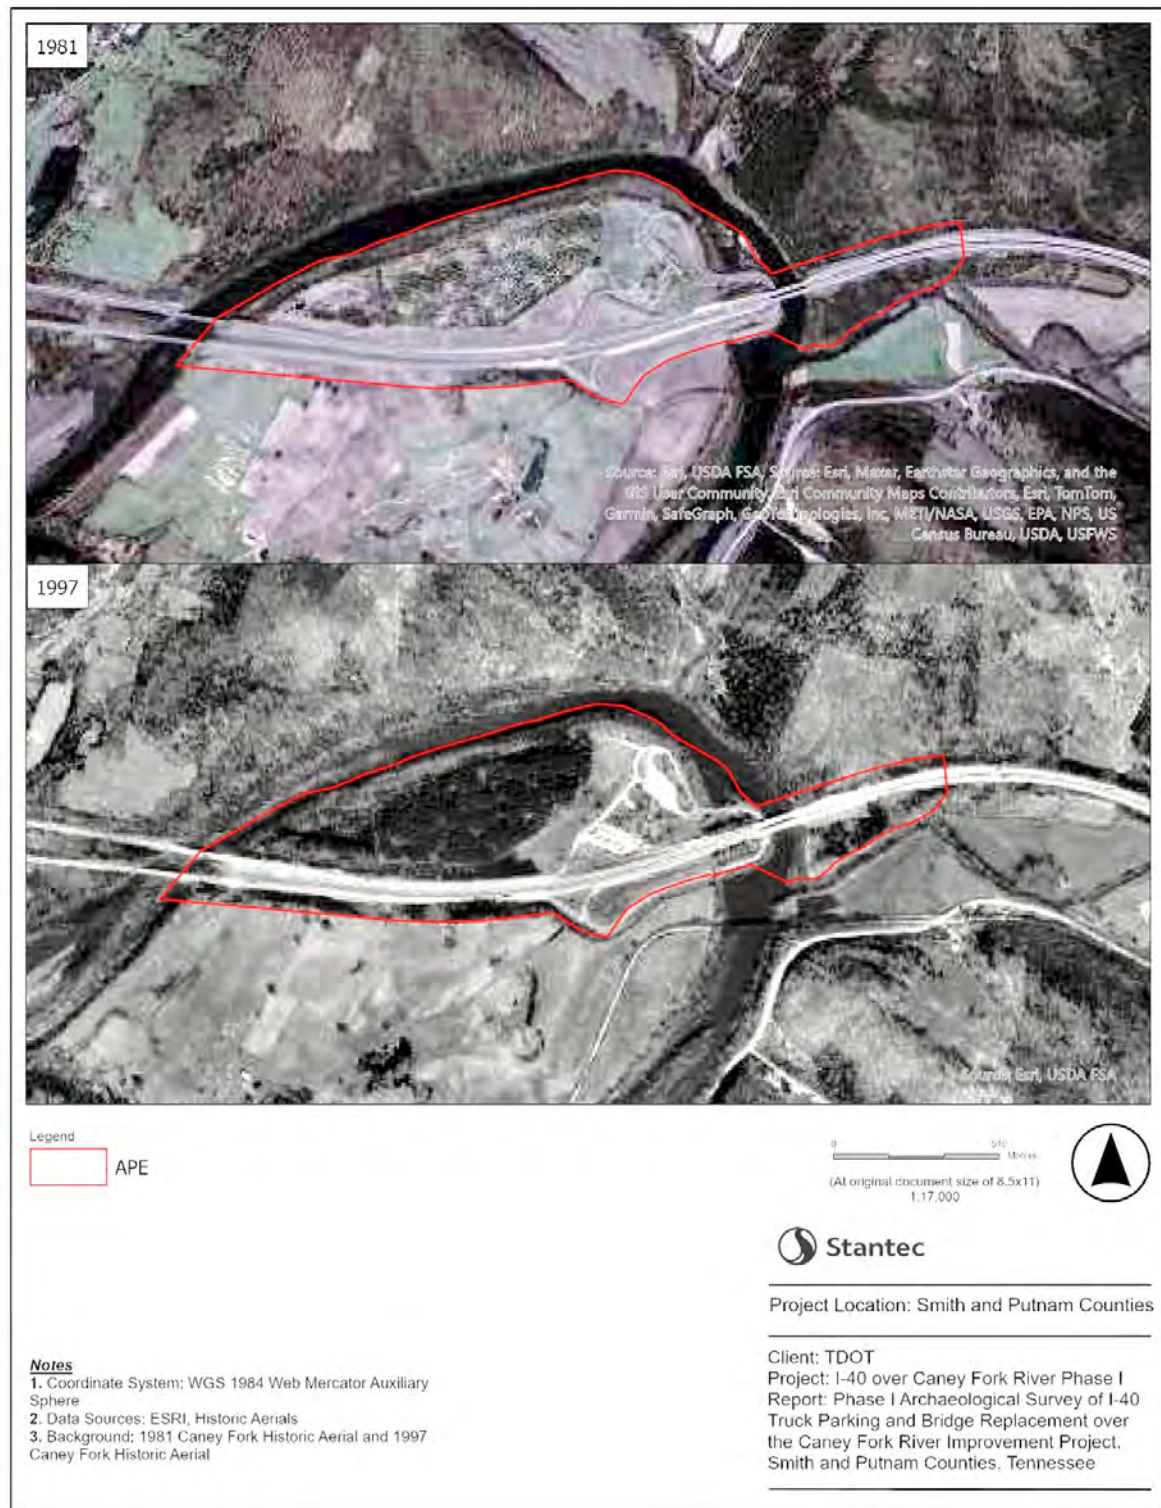 1981
Source: Esri, USDA FSA, Source: Esri, Maxar, Earthstar Geographics, and the
GIS User Community, Esri Community Maps Contributors, Esri, TomTom,
Garmin, SafeGraph, GeoTechnologies, Inc, METI/NASA, USGS, EPA, NPS, US
Census Bureau, USDA, USFWS
1997
Source: Esri, USDA FSA
Legend
APE
0 510 Meters
(At original document size of 8.5x11)
1:17,000
Stantec
Project Location: Smith and Putnam Counties
Client: TDOT
Project: I-40 over Caney Fork River Phase I
Report: Phase I Archaeological Survey of I-40
Truck Parking and Bridge Replacement over
the Caney Fork River Improvement Project,
Smith and Putnam Counties, Tennessee
Notes
1. Coordinate System: WGS 1984 Web Mercator Auxiliary
Sphere
2. Data Sources: ESRI, Historic Aerials
3. Background: 1981 Caney Fork Historic Aerial and 1997
Caney Fork Historic Aerial